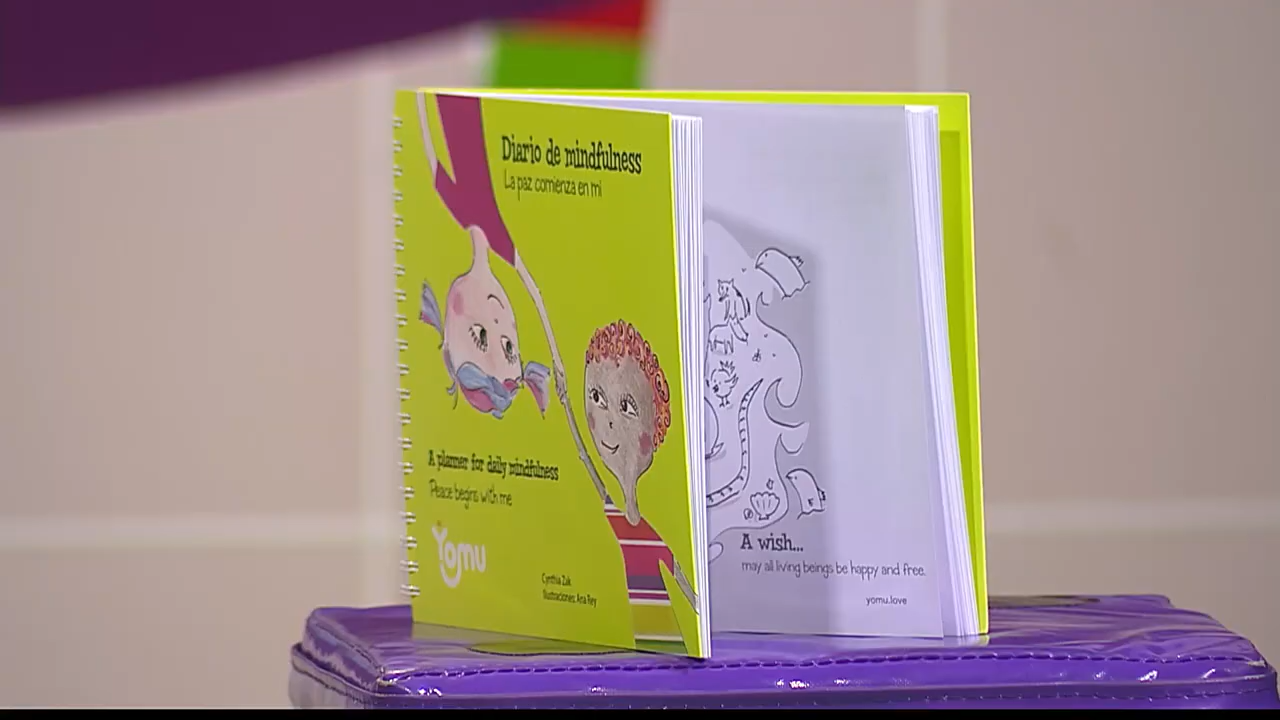 Diario de mindfulness
La paz comienza en mi
A planner for daily mindfulness
Peace begins with me
Yomu
Cynthia Zak
Ilustraciones: Ana Rey
A wish...
may all living beings be happy and free.
yomu.love